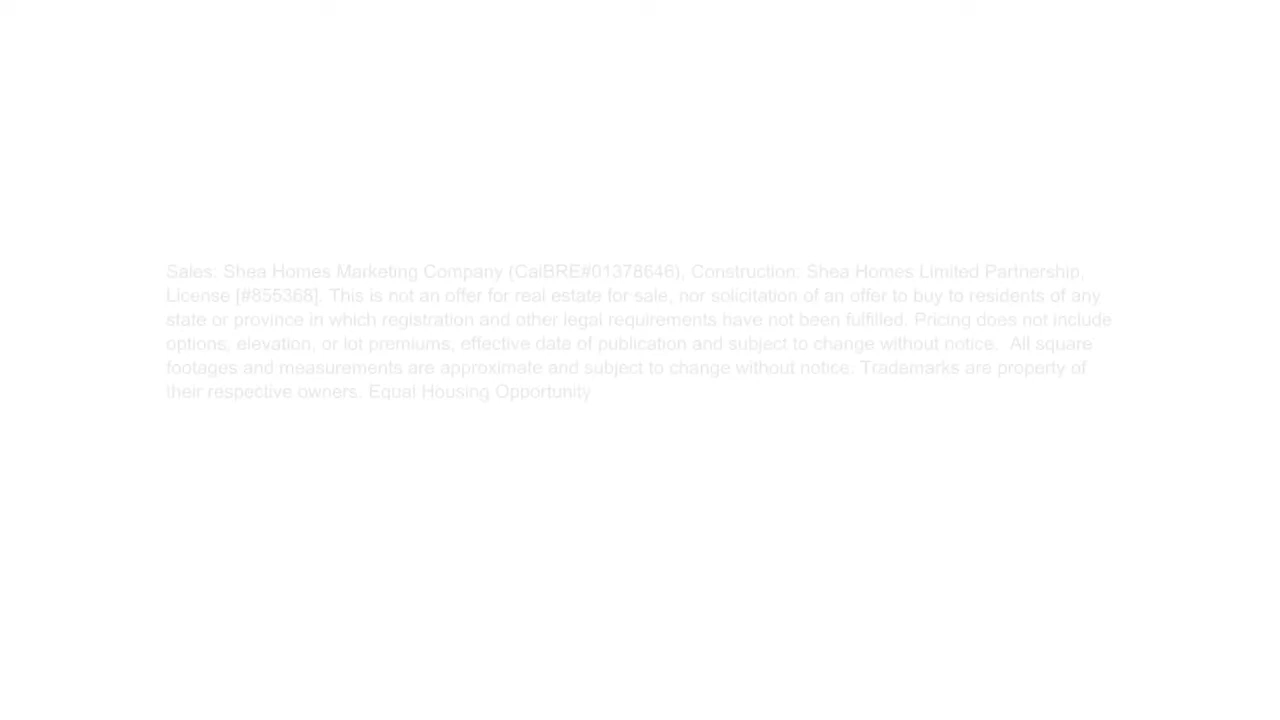 Sales: Shea Homes Marketing Company (CalBRE#01378646), Construction: Shea Homes Limited Partnership,
License [#855368]. This is not an offer for real estate for sale, nor solicitation of an offer to buy to residents of any
state or province in which registration and other legal requirements have not been fulfilled. Pricing does not include
options, elevation, or lot premiums, effective date of publication and subject to change without notice.  All square
footages and measurements are approximate and subject to change without notice. Trademarks are property of
their respective owners. Equal Housing Opportunity